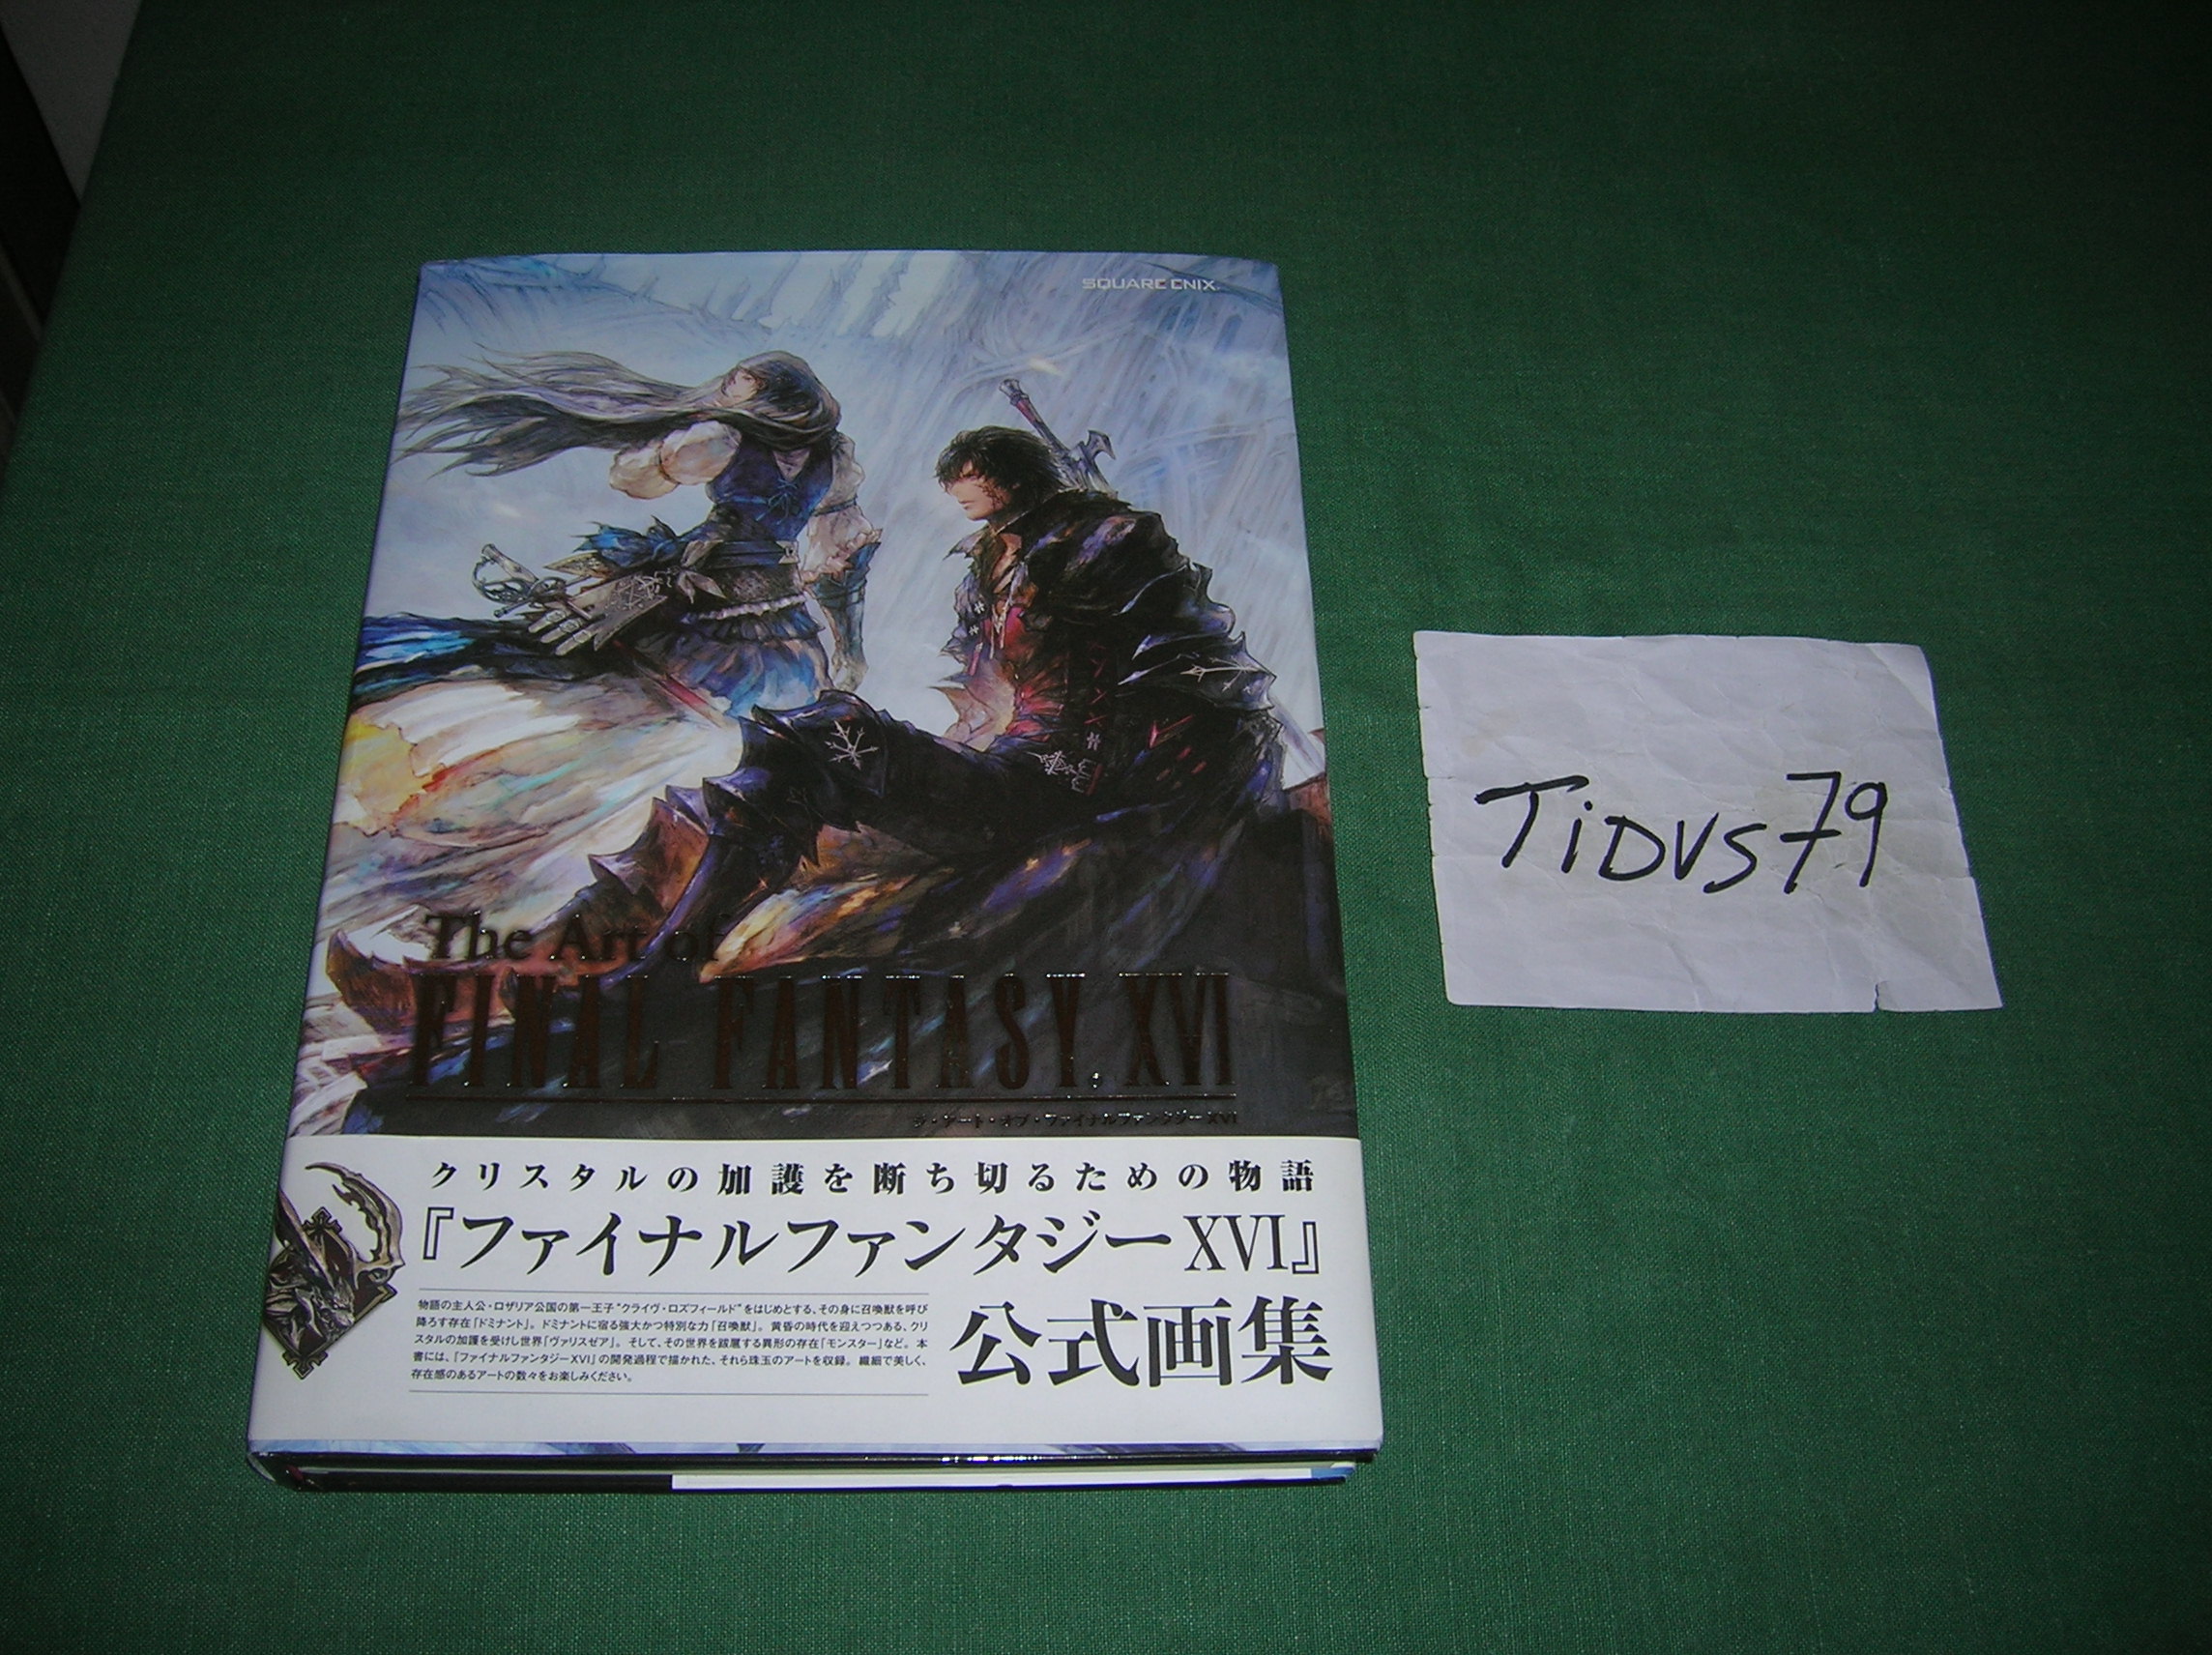 SQUARE ENIX.
The Art of
FINAL FANTASY XVI
ジ・アート・オブ・ファイナルファンタジーXVI
クリスタルの加護を断ち切るための物語
『ファイナルファンタジーXVI』
物語の主人公・ロザリア公国の第一王子“クライヴ・ロズフィールド”をはじめとする、その身に召喚獣を呼び
降ろす存在「ドミナント」。ドミナントに宿る強大かつ特別な力「召喚獣」。黄昏の時代を迎えつつある、クリ
スタルの加護を受けし世界「ヴァリスゼア」。そして、その世界を跋扈する異形の存在「モンスター」など。本
書には、「ファイナルファンタジーXVI」の開発過程で描かれた、それら珠玉のアートを収録。繊細で美しく、
存在感のあるアートの数々をお楽しみください。
公式画集
TiDVS79